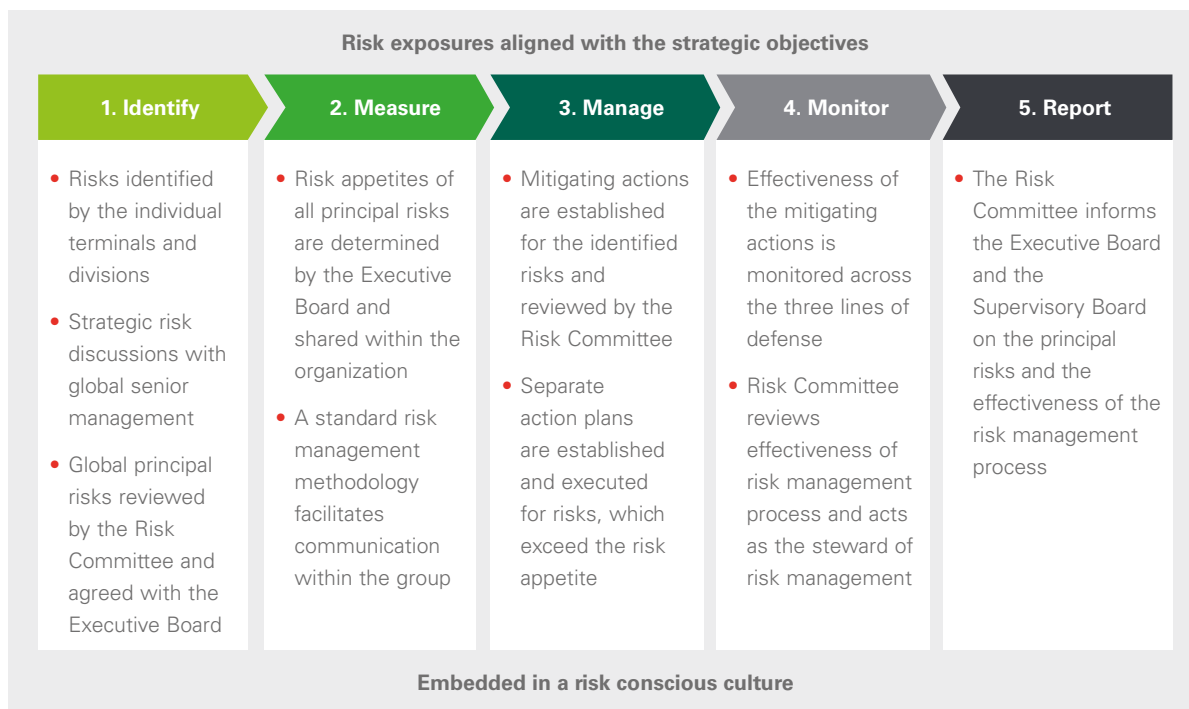 Risk exposures aligned with the strategic objectives
1. Identify
• Risks identified
by the individual
terminals and
divisions
• Strategic risk
discussions with
global senior
management
• Global principal
risks reviewed
by the Risk
Committee and
agreed with the
Executive Board
2. Measure
• Risk appetites of
all principal risks
are determined
by the Executive
Board and
shared within the
organization
• A standard risk
management
methodology
facilitates
communication
within the group
3. Manage
• Mitigating actions
are established
for the identified
risks and
reviewed by the
Risk Committee
• Separate
action plans
are established
and executed
for risks, which
exceed the risk
appetite
4. Monitor
• Effectiveness of
the mitigating
actions is
monitored across
the three lines of
defense
• Risk Committee
reviews
effectiveness of
risk management
process and acts
as the steward of
risk management
5. Report
• The Risk
Committee informs
the Executive Board
and the
Supervisory Board
on the principal
risks and the
effectiveness of the
risk management
process
Embedded in a risk conscious culture